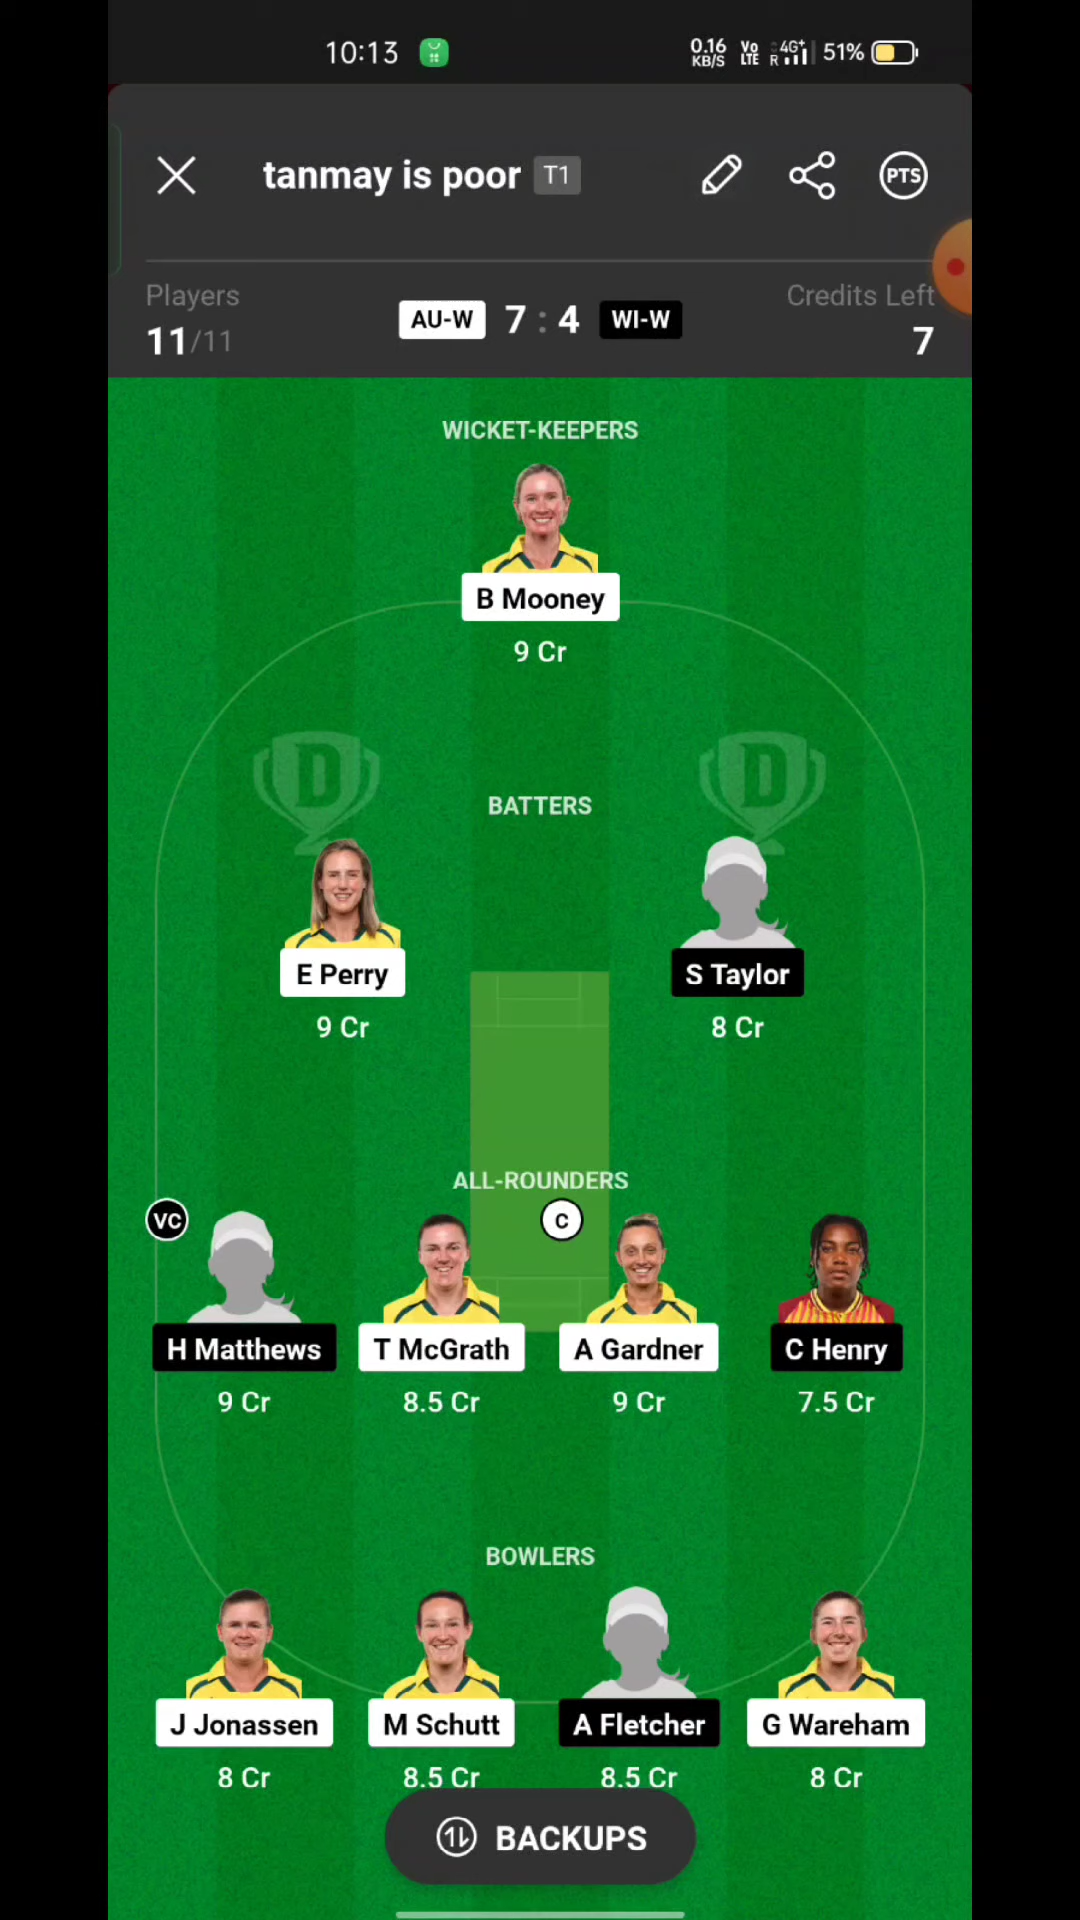 10:13
0.16 KB/S Vo LTE R 4G+ 51%
tanmay is poor T1
PTS
Players
11/11
AU-W 7 : 4 WI-W
Credits Left
7
WICKET-KEEPERS
B Mooney
9 Cr
D D
BATTERS
E Perry S Taylor
9 Cr 8 Cr
ALL-ROUNDERS
VC C
H Matthews T McGrath A Gardner C Henry
9 Cr 8.5 Cr 9 Cr 7.5 Cr
BOWLERS
J Jonassen M Schutt A Fletcher G Wareham
8 Cr 8.5 Cr 8.5 Cr 8 Cr
BACKUPS